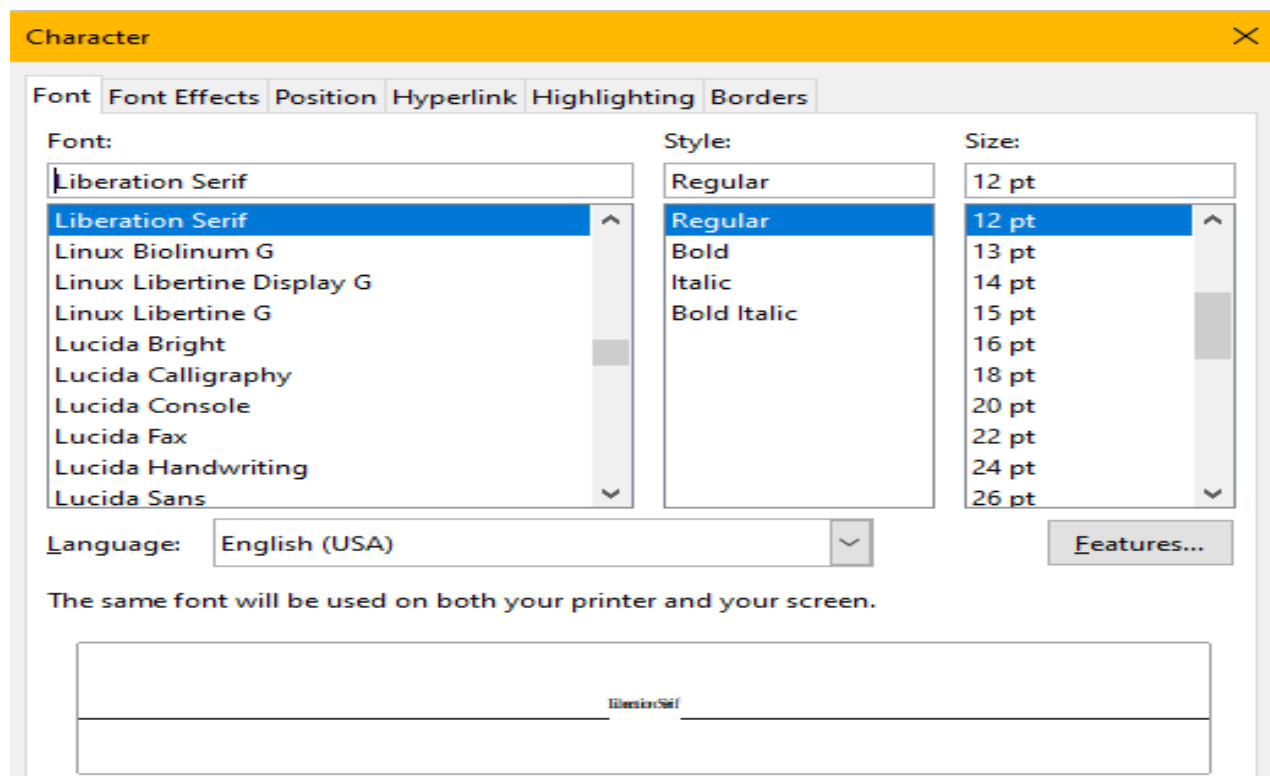 Character
Font Font Effects Position Hyperlink Highlighting Borders
Font: Style: Size:
Liberation Serif Regular 12 pt
Liberation Serif Regular 12 pt
Linux Biolinum G Bold 13 pt
Linux Libertine Display G Italic 14 pt
Linux Libertine G Bold Italic 15 pt
Lucida Bright 16 pt
Lucida Calligraphy 18 pt
Lucida Console 20 pt
Lucida Fax 22 pt
Lucida Handwriting 24 pt
Lucida Sans 26 pt
Language: English (USA) Features...
The same font will be used on both your printer and your screen.